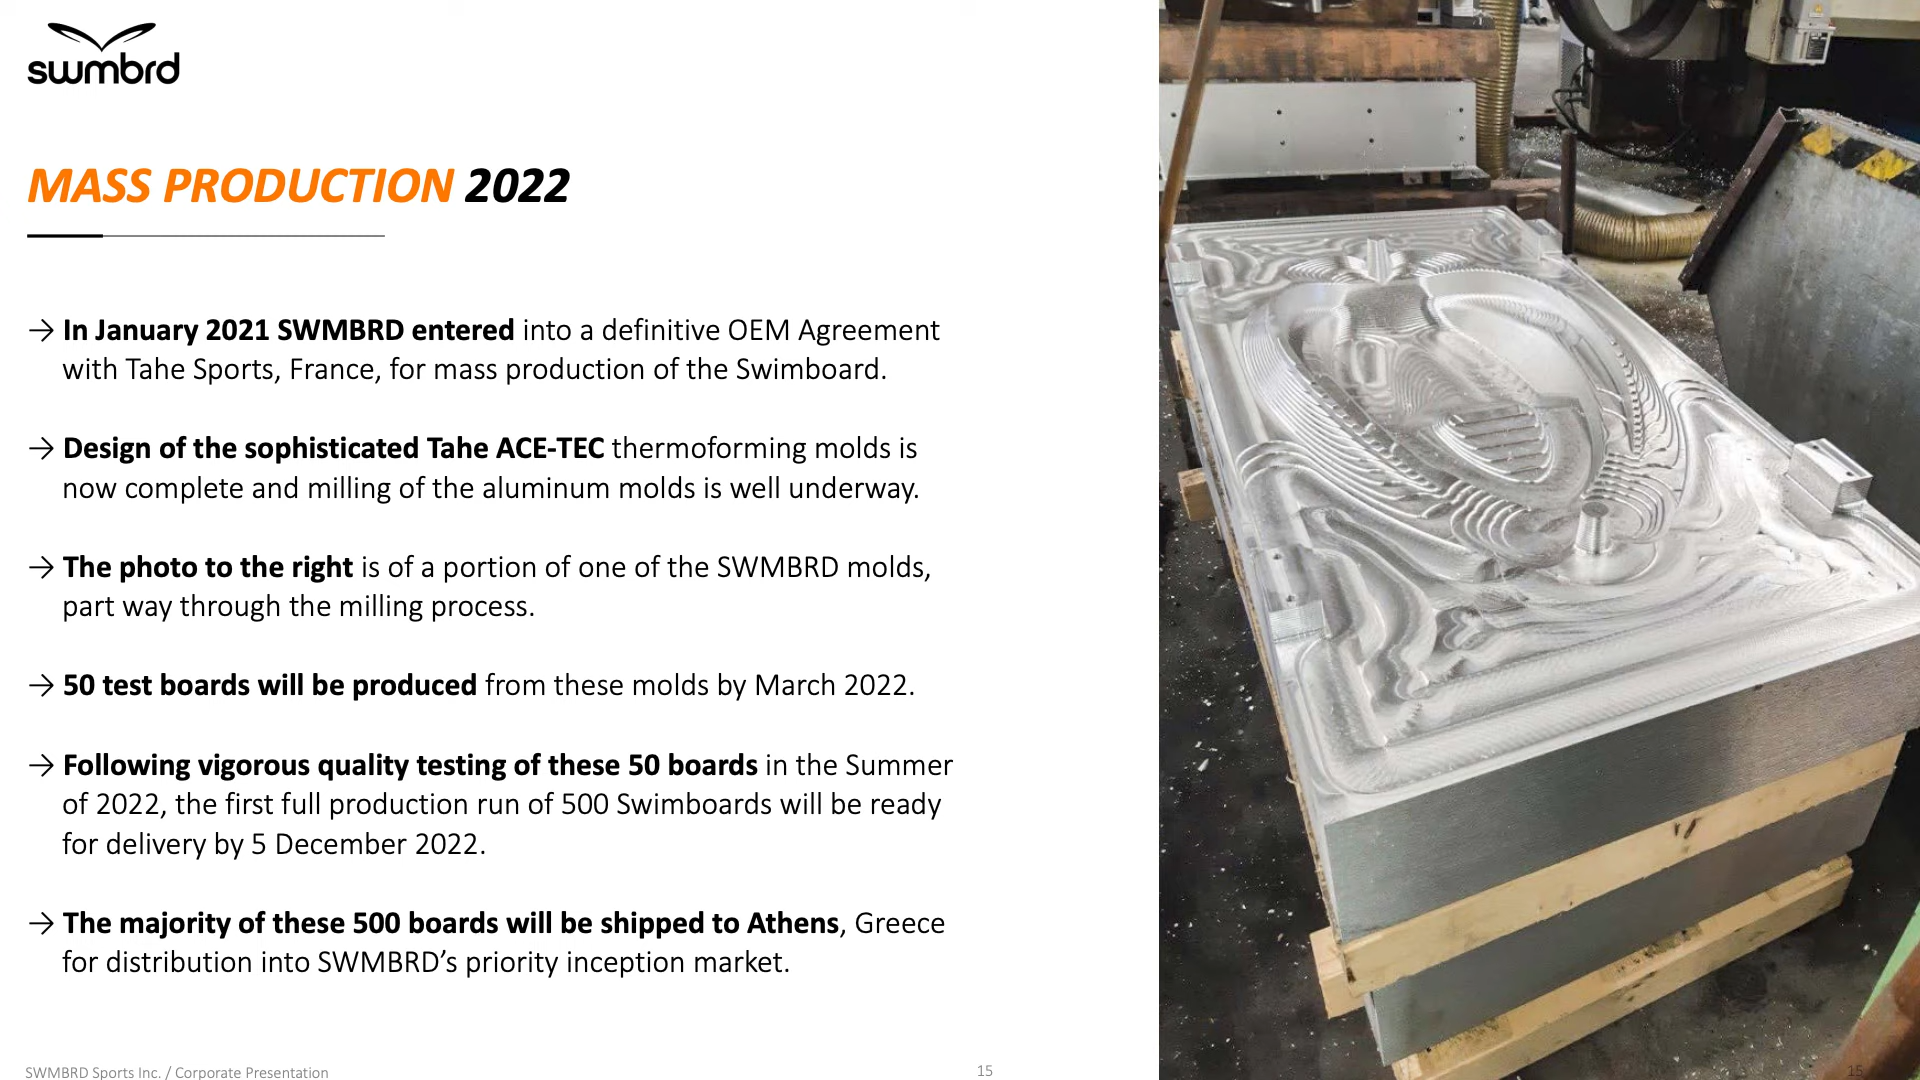 swmbrd
MASS PRODUCTION 2022
→ In January 2021 SWMBRD entered into a definitive OEM Agreement
with Tahe Sports, France, for mass production of the Swimboard.
→ Design of the sophisticated Tahe ACE-TEC thermoforming molds is
now complete and milling of the aluminum molds is well underway.
→ The photo to the right is of a portion of one of the SWMBRD molds,
part way through the milling process.
→ 50 test boards will be produced from these molds by March 2022.
→ Following vigorous quality testing of these 50 boards in the Summer
of 2022, the first full production run of 500 Swimboards will be ready
for delivery by 5 December 2022.
→ The majority of these 500 boards will be shipped to Athens, Greece
for distribution into SWMBRD’s priority inception market.
SWMBRD Sports Inc. / Corporate Presentation
15
15